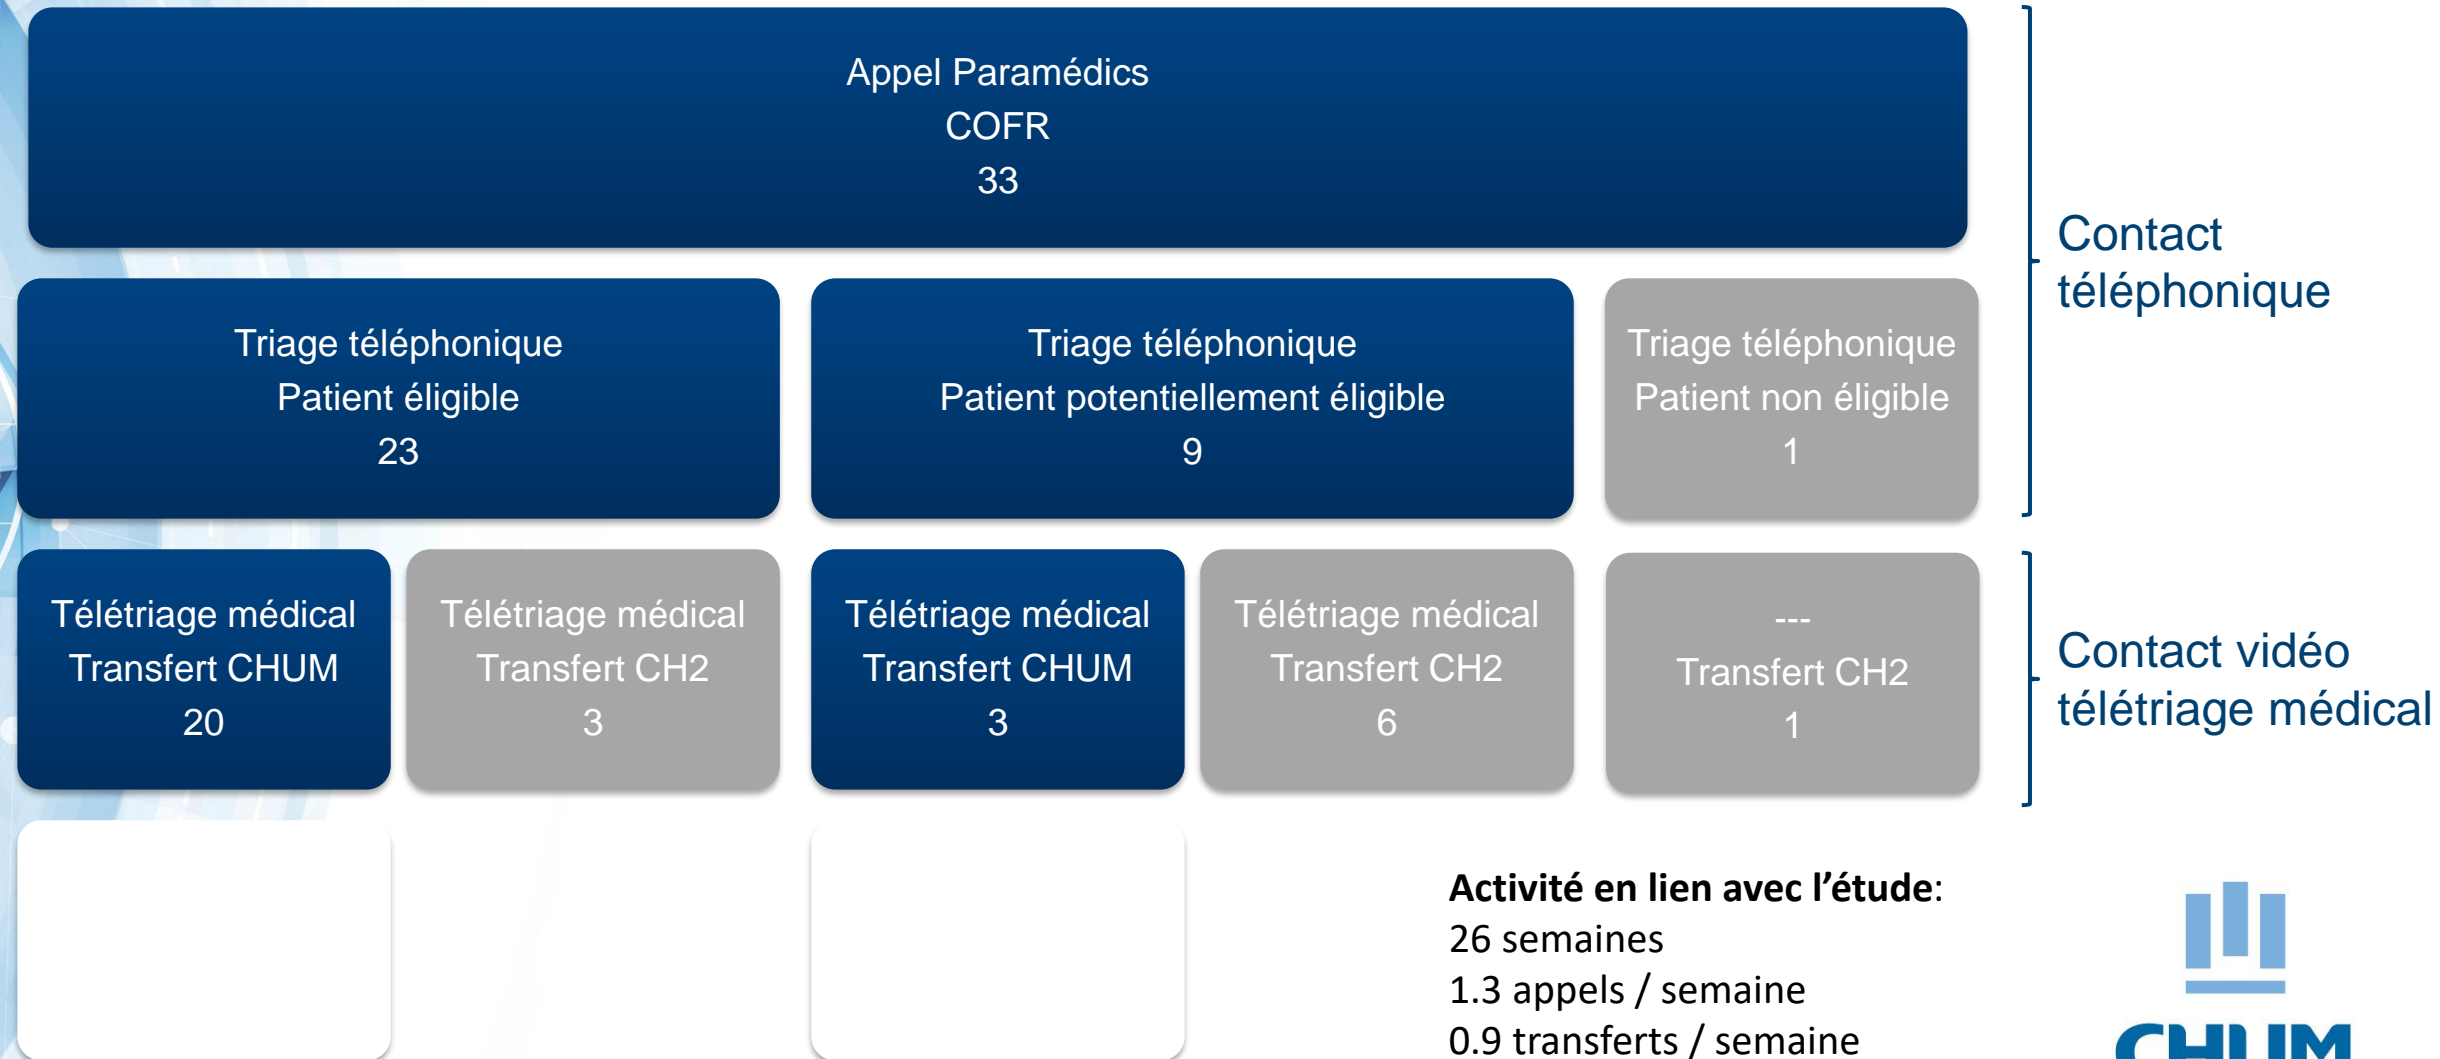 Appel Paramédics
COFR
33
Contact
téléphonique
Triage téléphonique
Patient éligible
23
Triage téléphonique
Patient potentiellement éligible
9
Triage téléphonique
Patient non éligible
1
Télétriage médical
Transfert CHUM
20
Télétriage médical
Transfert CH2
3
Télétriage médical
Transfert CHUM
3
Télétriage médical
Transfert CH2
6
---
Transfert CH2
1
Contact vidéo
télétriage médical
Activité en lien avec l’étude:
26 semaines
1.3 appels / semaine
0.9 transferts / semaine
CHUM